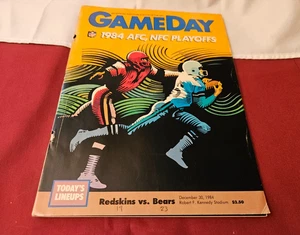 GAMEDAY
1984 AFC, NFC PLAYOFFS
TODAY'S
LINEUPS
Redskins vs. Bears
19 23
December 30, 1984
Robert F. Kennedy Stadium
$2.50